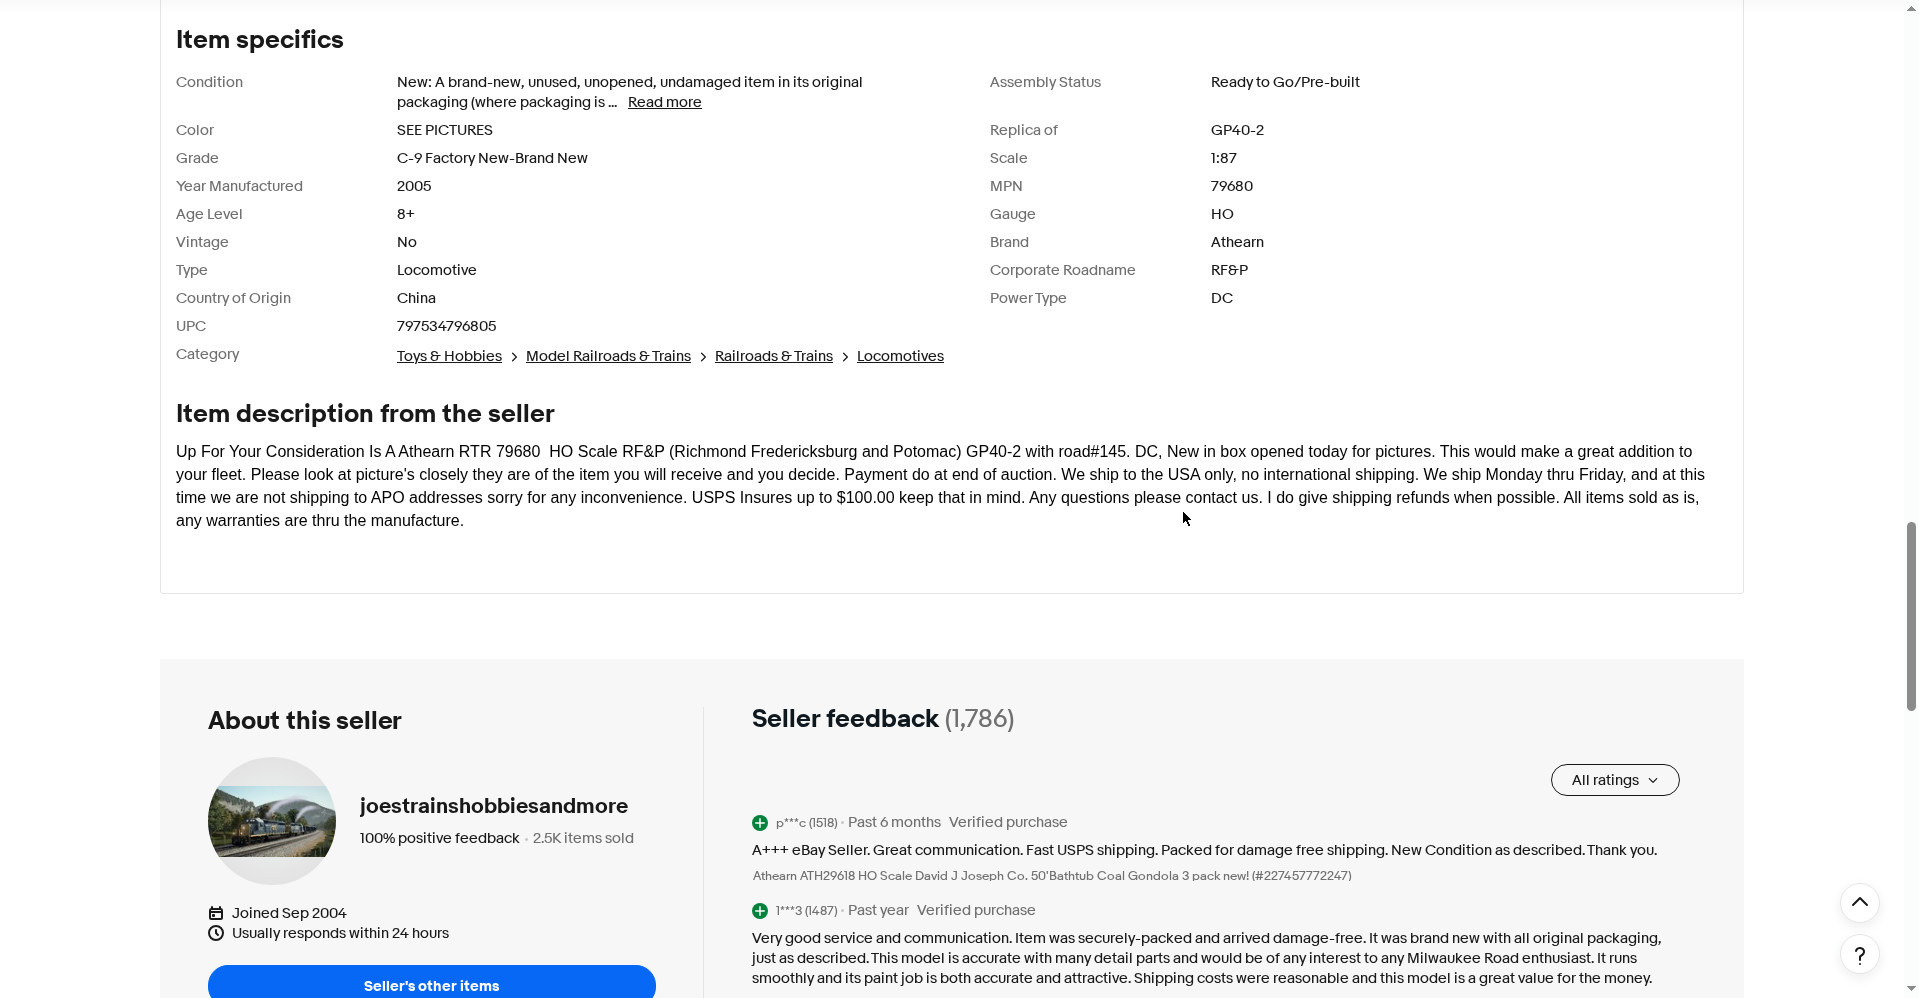 Item specifics
Condition New: A brand-new, unused, unopened, undamaged item in its original
packaging (where packaging is ... Read more
Assembly Status Ready to Go/Pre-built
Color SEE PICTURES Replica of GP40-2
Grade C-9 Factory New-Brand New Scale 1:87
Year Manufactured 2005 MPN 79680
Age Level 8+ Gauge HO
Vintage No Brand Athearn
Type Locomotive Corporate Roadname RF&P
Country of Origin China Power Type DC
UPC 797534796805
Category Toys & Hobbies > Model Railroads & Trains > Railroads & Trains > Locomotives
Item description from the seller
Up For Your Consideration Is A Athearn RTR 79680  HO Scale RF&P (Richmond Fredericksburg and Potomac) GP40-2 with road#145. DC, New in box opened today for pictures. This would make a great addition to
your fleet. Please look at picture's closely they are of the item you will receive and you decide. Payment do at end of auction. We ship to the USA only, no international shipping. We ship Monday thru Friday, and at this
time we are not shipping to APO addresses sorry for any inconvenience. USPS Insures up to $100.00 keep that in mind. Any questions please contact us. I do give shipping refunds when possible. All items sold as is,
any warranties are thru the manufacture.
About this seller
joestrainshobbiesandmore
100% positive feedback · 2.5K items sold
Joined Sep 2004
Usually responds within 24 hours
Seller's other items
Seller feedback (1,786)
All ratings
p***c (1518) · Past 6 months Verified purchase
A+++ eBay Seller. Great communication. Fast USPS shipping. Packed for damage free shipping. New Condition as described. Thank you.
Athearn ATH29618 HO Scale David J Joseph Co. 50'Bathtub Coal Gondola 3 pack new! (#227457772247)
1***3 (1487) · Past year Verified purchase
Very good service and communication. Item was securely-packed and arrived damage-free. It was brand new with all original packaging,
just as described. This model is accurate with many detail parts and would be of any interest to any Milwaukee Road enthusiast. It runs
smoothly and its paint job is both accurate and attractive. Shipping costs were reasonable and this model is a great value for the money.
?